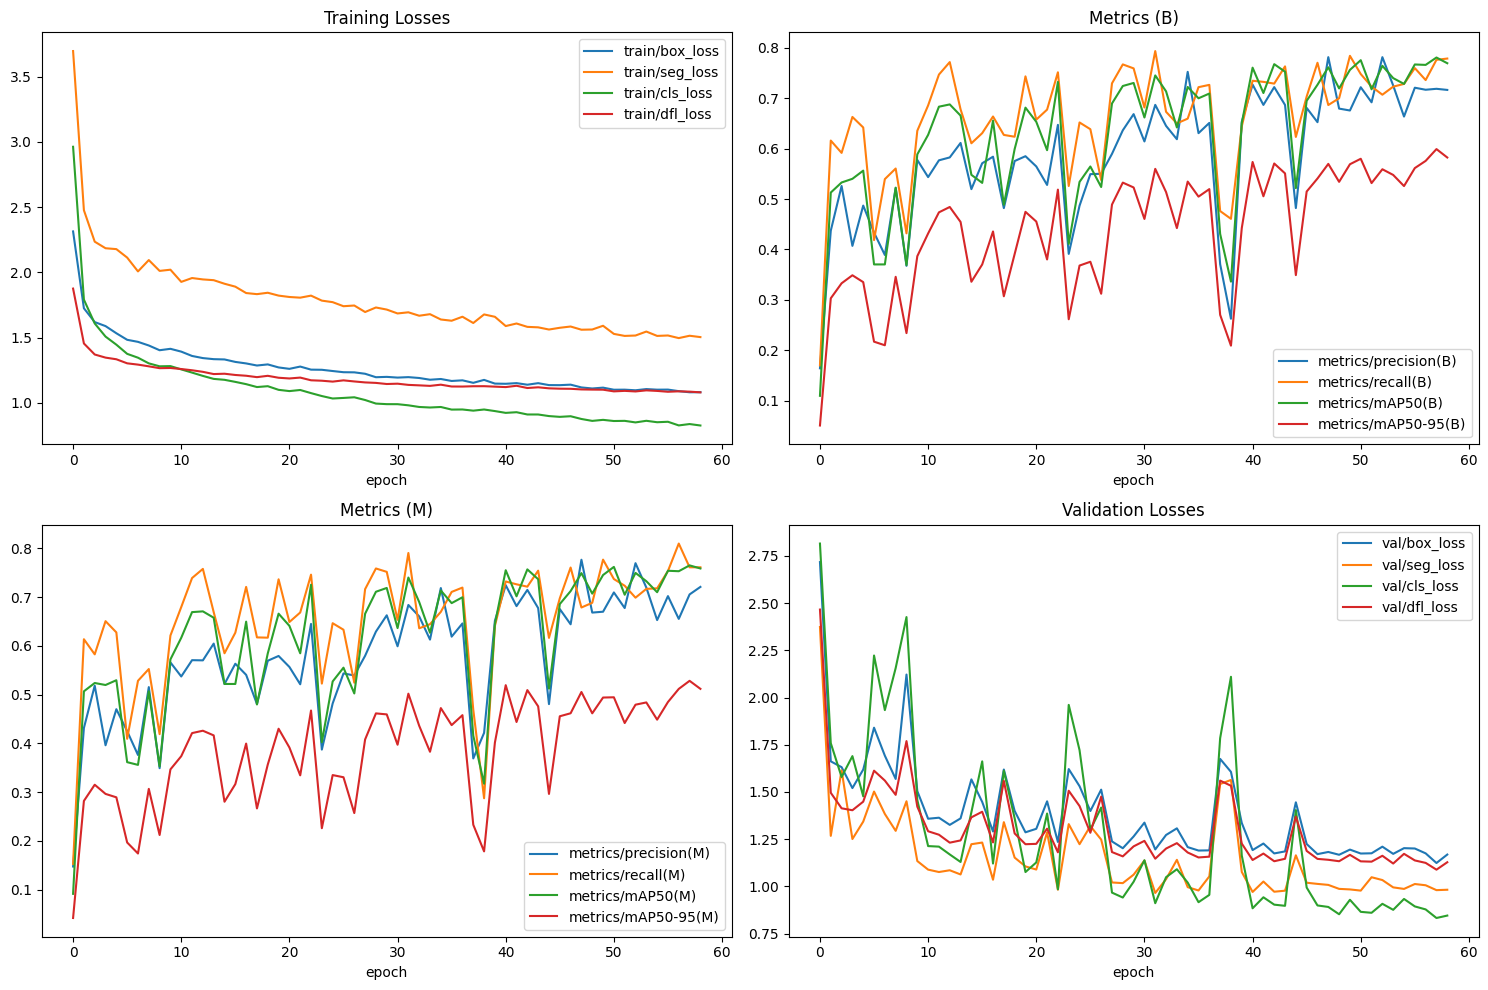 Training Losses
train/box_loss
train/seg_loss
train/cls_loss
train/dfl_loss
3.5
3.0
2.5
2.0
1.5
1.0
0 10 20 30 40 50 60
epoch
Metrics (B)
0.8
0.7
0.6
0.5
0.4
0.3
0.2
0.1
metrics/precision(B)
metrics/recall(B)
metrics/mAP50(B)
metrics/mAP50-95(B)
0 10 20 30 40 50 60
epoch
Metrics (M)
0.8
0.7
0.6
0.5
0.4
0.3
0.2
0.1
metrics/precision(M)
metrics/recall(M)
metrics/mAP50(M)
metrics/mAP50-95(M)
0 10 20 30 40 50 60
epoch
Validation Losses
val/box_loss
val/seg_loss
val/cls_loss
val/dfl_loss
2.75
2.50
2.25
2.00
1.75
1.50
1.25
1.00
0.75
0 10 20 30 40 50 60
epoch